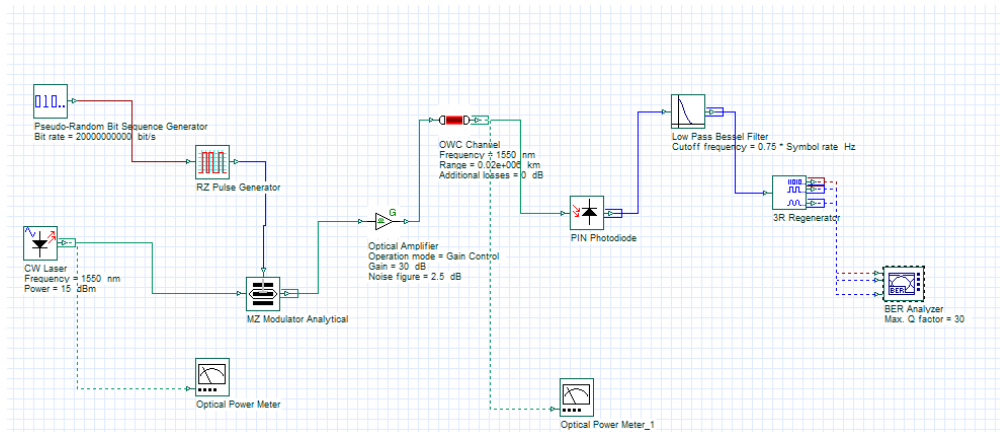 010..
Pseudo-Random Bit Sequence Generator
Bit rate = 20000000000 bit/s
RZ Pulse Generator
CW Laser
Frequency = 1550 nm
Power = 15 dBm
MZ Modulator Analytical
Optical Power Meter
G
Optical Amplifier
Operation mode = Gain Control
Gain = 30 dB
Noise figure = 2.5 dB
OWC Channel
Frequency = 1550 nm
Range = 0.02e+006 km
Additional losses = 0 dB
Optical Power Meter_1
PIN Photodiode
Low Pass Bessel Filter
Cutoff frequency = 0.75 * Symbol rate Hz
3R Regenerator
BER
BER Analyzer
Max. Q factor = 30